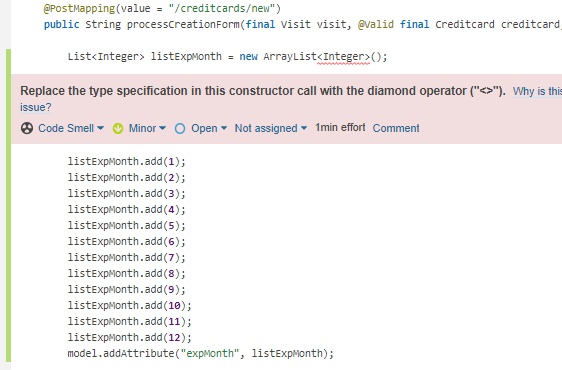 @PostMapping(value = "/creditcards/new")
public String processCreationForm(final Visit visit, @Valid final Creditcard creditcard,
List<Integer> listExpMonth = new ArrayList<Integer>();
Replace the type specification in this constructor call with the diamond operator ("<>"). Why is this
issue?
Code Smell Minor Open Not assigned 1min effort Comment
listExpMonth.add(1);
listExpMonth.add(2);
listExpMonth.add(3);
listExpMonth.add(4);
listExpMonth.add(5);
listExpMonth.add(6);
listExpMonth.add(7);
listExpMonth.add(8);
listExpMonth.add(9);
listExpMonth.add(10);
listExpMonth.add(11);
listExpMonth.add(12);
model.addAttribute("expMonth", listExpMonth);